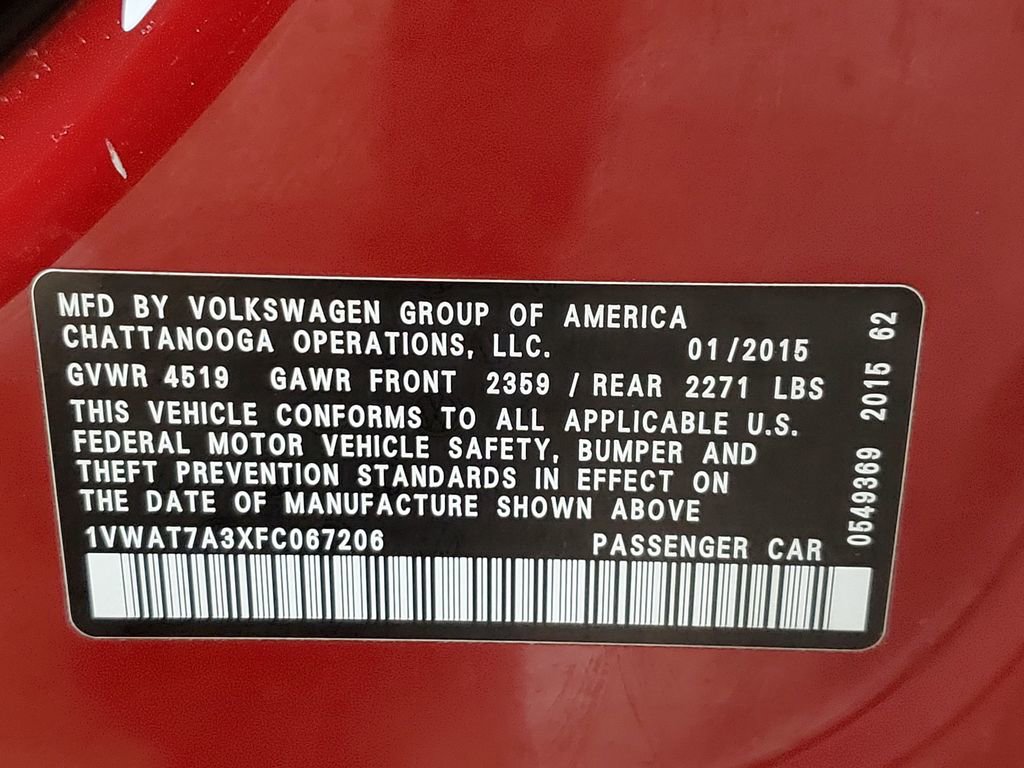 MFD BY VOLKSWAGEN GROUP OF AMERICA
CHATTANOOGA OPERATIONS, LLC. 01/2015
GVWR 4519 GAWR FRONT 2359 / REAR 2271 LBS
THIS VEHICLE CONFORMS TO ALL APPLICABLE U.S.
FEDERAL MOTOR VEHICLE SAFETY, BUMPER AND
THEFT PREVENTION STANDARDS IN EFFECT ON
THE DATE OF MANUFACTURE SHOWN ABOVE
1VWAT7A3XFC067206 PASSENGER CAR
0549369 2015 62